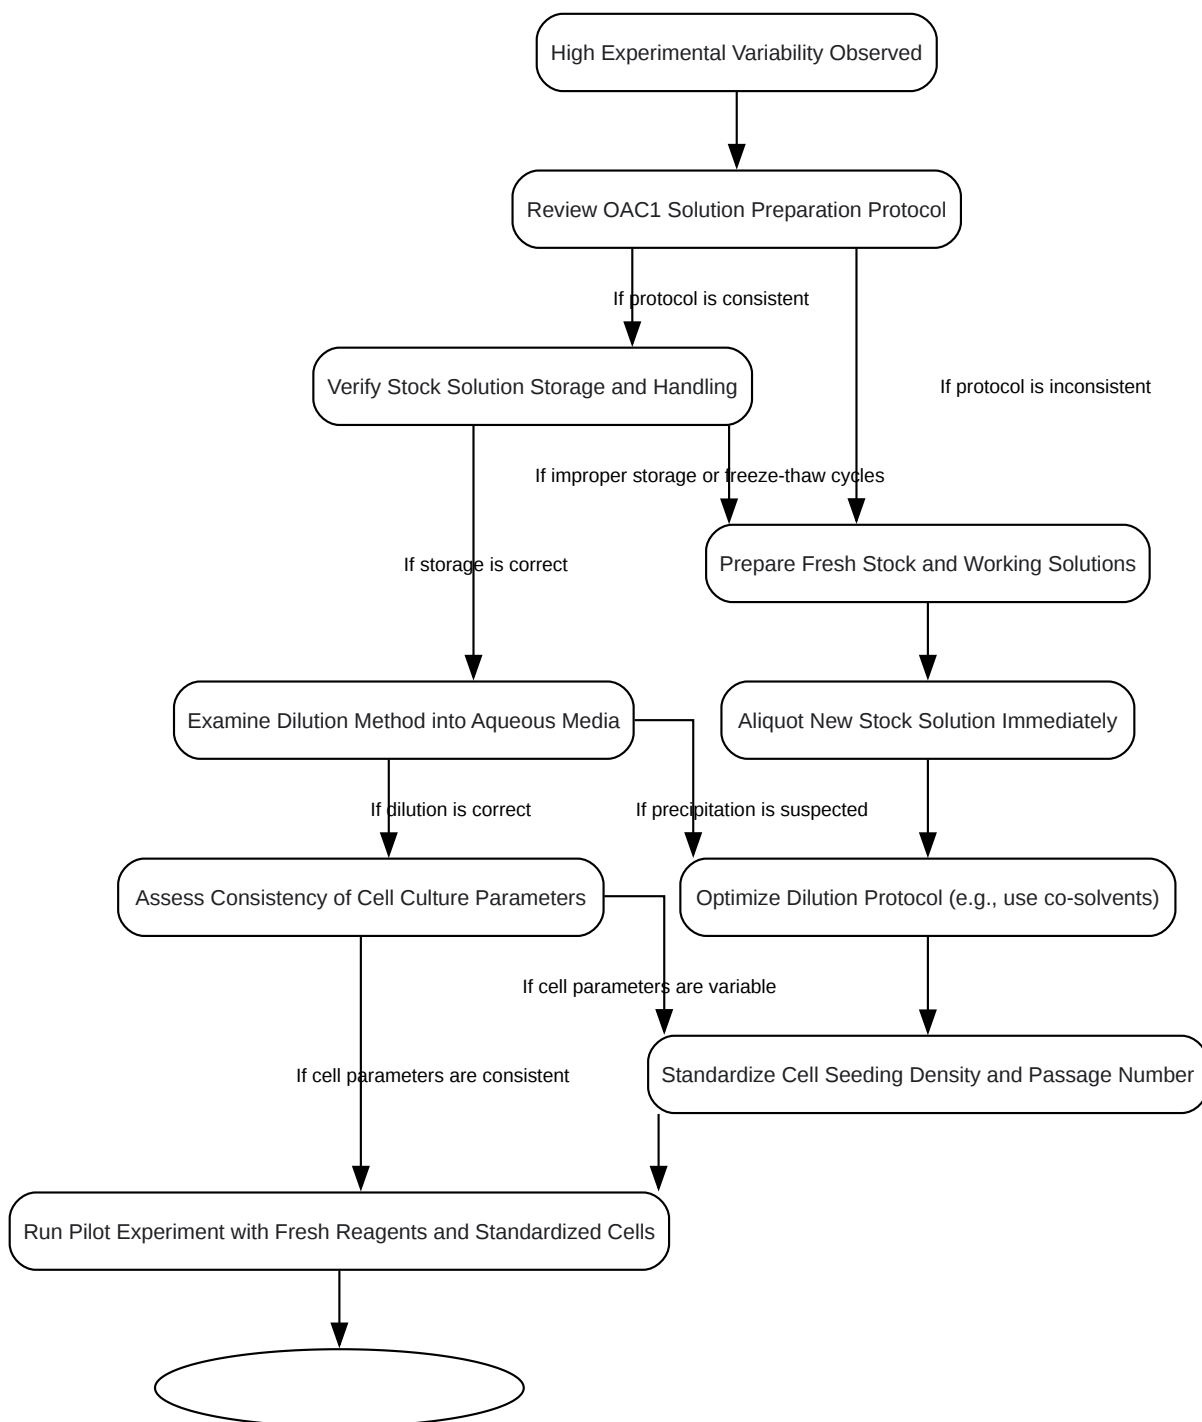 High Experimental Variability Observed
Review OAC1 Solution Preparation Protocol
If protocol is consistent
Verify Stock Solution Storage and Handling
If protocol is inconsistent
If improper storage or freeze-thaw cycles
If storage is correct
Prepare Fresh Stock and Working Solutions
Examine Dilution Method into Aqueous Media
Aliquot New Stock Solution Immediately
If dilution is correct
If precipitation is suspected
Assess Consistency of Cell Culture Parameters
Optimize Dilution Protocol (e.g., use co-solvents)
If cell parameters are variable
If cell parameters are consistent
Standardize Cell Seeding Density and Passage Number
Run Pilot Experiment with Fresh Reagents and Standardized Cells